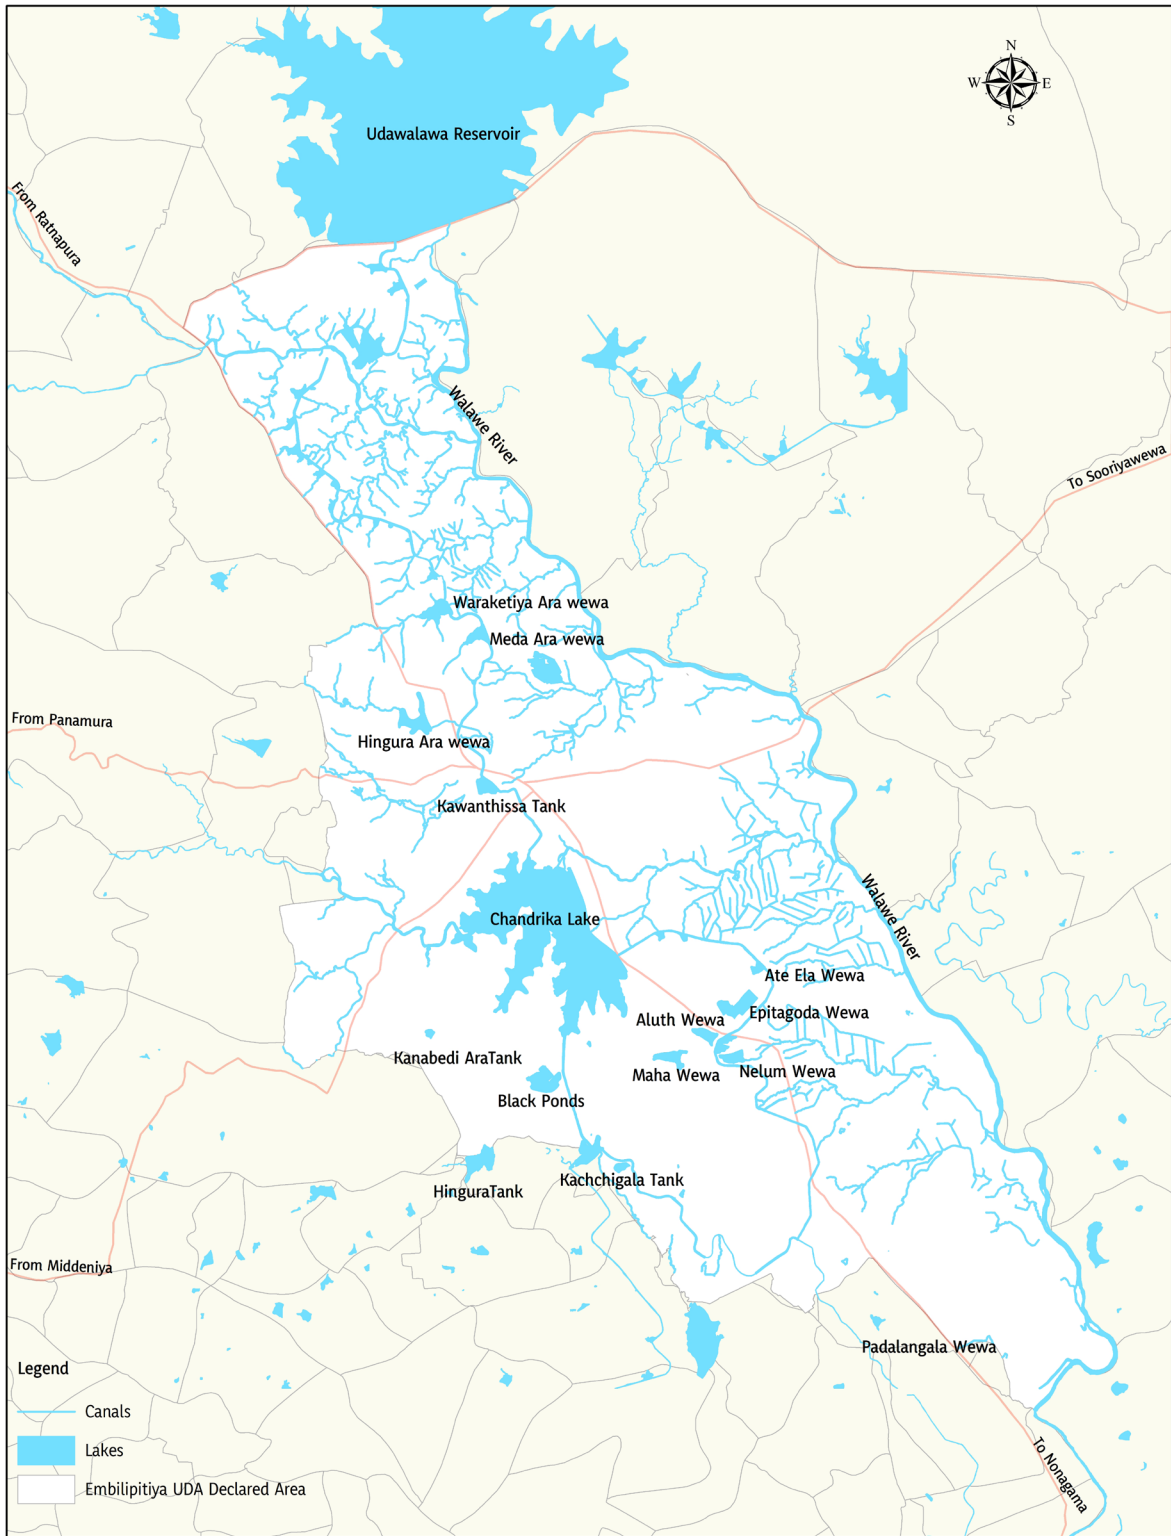 N
W
E
S
Udawalawa Reservoir
From Ratnapura
Walawe River
To Sooriyawewa
Waraketiya Ara wewa
Meda Ara wewa
From Panamura
Hingura Ara wewa
Kawanthissa Tank
Walawe River
Chandrika Lake
Ate Ela Wewa
Epitagoda Wewa
Aluth Wewa
Kanabedi AraTank
Maha Wewa
Nelum Wewa
Black Ponds
Kachchigala Tank
HinguraTank
From Middeniya
Padalangala Wewa
To Nonagama
Legend
Canals
Lakes
Embilipitiya UDA Declared Area